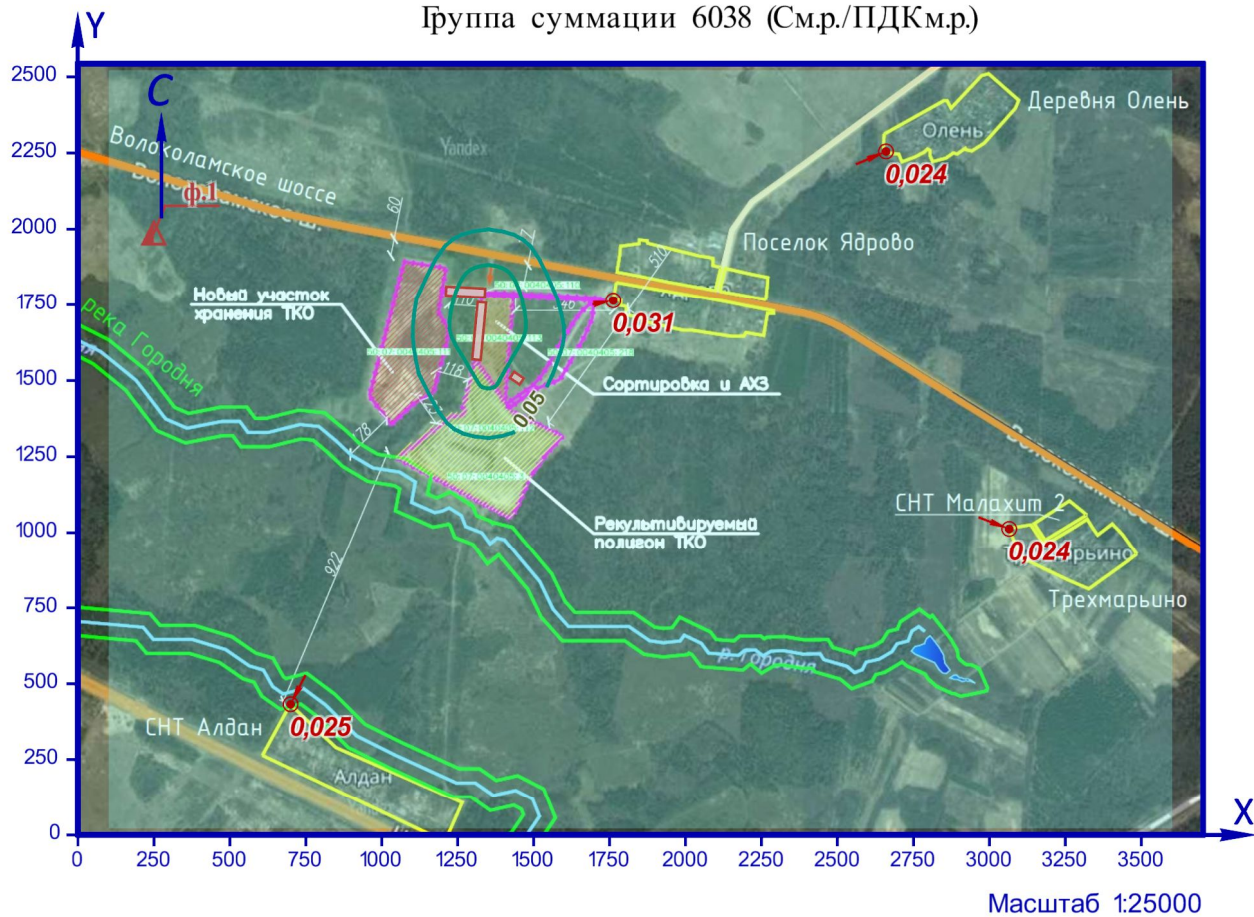 Группа суммации 6038 (См.р./ПДКм.р.)
Y
2500
2250
2000
1750
1500
1250
1000
750
500
250
0
С
ф.1
Волоколамское шоссе
Yandex
60
Деревня Олень
Олень
0,024
Поселок Ядрово
510
Новый участок
хранения ТКО
река Городня
0,031
118
Сортировка и АХЗ
0,05
78
Рекультивируемый
полигон ТКО
922
СНТ Малахит 2
0,024
Трехмарьино
р. Городня
СНТ Алдан
0,025
Алдан
X
0 250 500 750 1000 1250 1500 1750 2000 2250 2500 2750 3000 3250 3500
Масштаб 1:25000